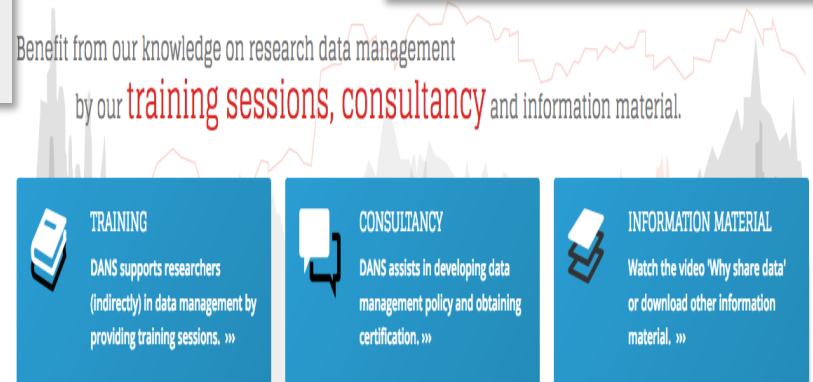 Benefit from our knowledge on research data management
by our training sessions, consultancy and information material.
TRAINING
DANS supports researchers
(indirectly) in data management by
providing training sessions. »»
CONSULTANCY
DANS assists in developing data
management policy and obtaining
certification. »»
INFORMATION MATERIAL
Watch the video 'Why share data'
or download other information
material. »»